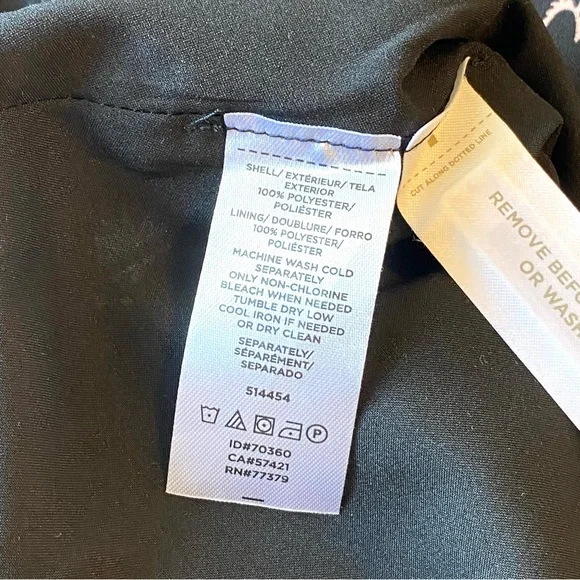 SHELL/ EXTÉRIEUR/ TELA
EXTERIOR
100% POLYESTER/
POLIÉSTER
LINING/ DOUBLURE/ FORRO
100% POLYESTER/
POLIÉSTER
MACHINE WASH COLD
SEPARATELY
ONLY NON-CHLORINE
BLEACH WHEN NEEDED
TUMBLE DRY LOW
COOL IRON IF NEEDED
OR DRY CLEAN
SEPARATELY/
SÉPARÉMENT/
SEPARADO
514454
P
ID#70360
CA#57421
RN#77379
CUT ALONG DOTTED LINE
REMOVE BEF
OR WASH